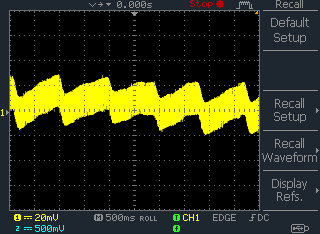 0.000s Stop Recall
Default
Setup
Recall
Setup
Recall
Waveform
Display
Refs.
1
1 20mV M 500ms ROLL T CH1 EDGE DC
2 500mV f